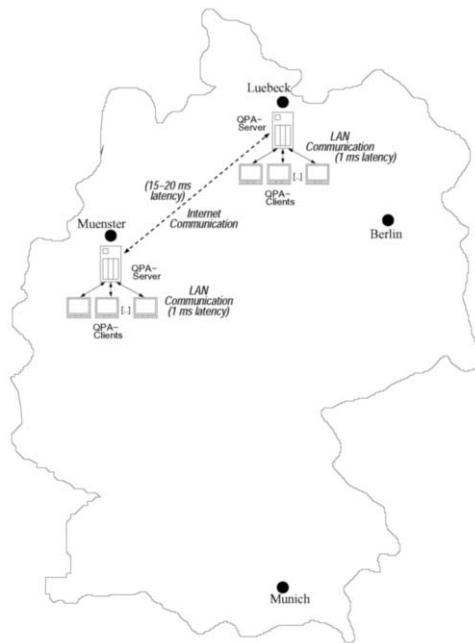 Luebeck
QPA–
Server
LAN
Communication
(1 ms latency)
[..]
QPA–
Clients
(15–20 ms
latency)
Internet
Communication
Muenster
Berlin
QPA–
Server
LAN
Communication
(1 ms latency)
[..]
QPA–
Clients
Munich